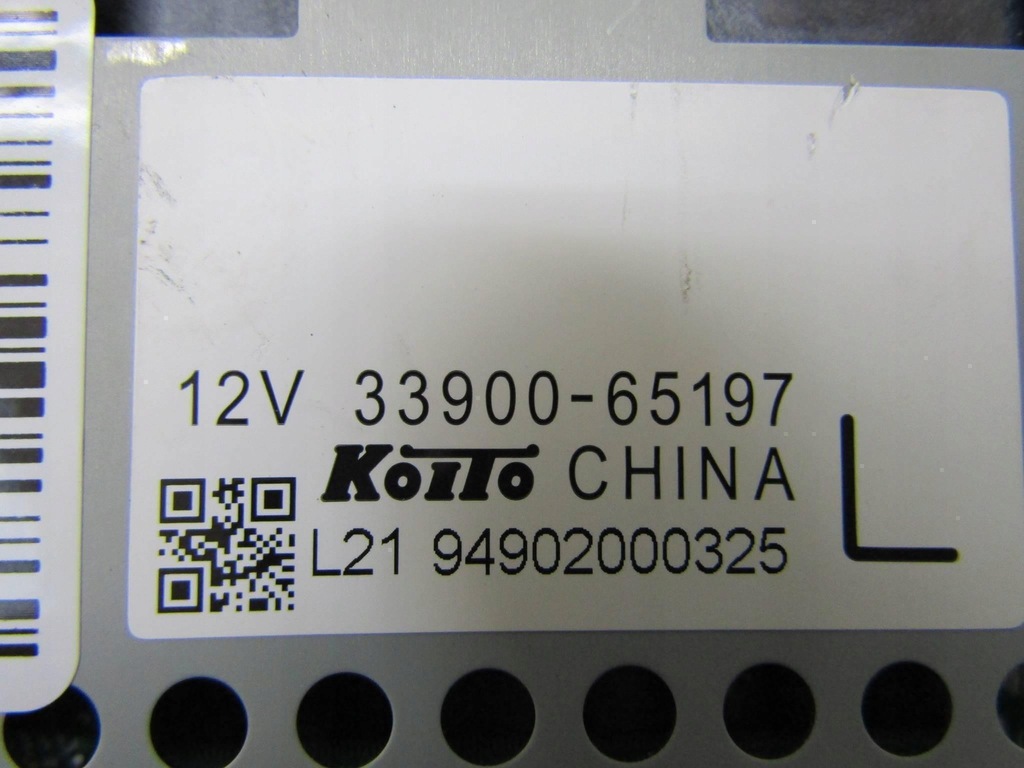 12V 33900-65197
KOITO CHINA
L21 94902000325
L